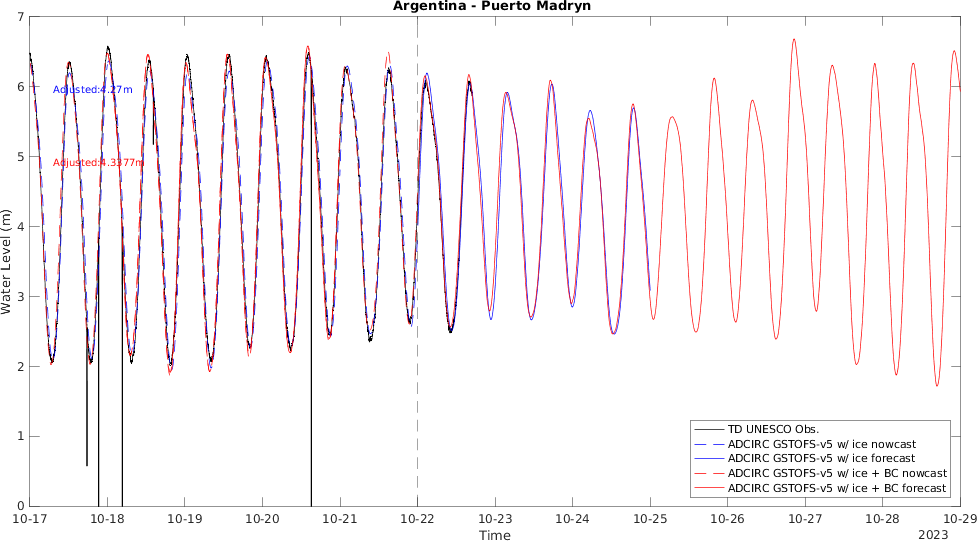 Argentina - Puerto Madryn
7
6
5
4
3
2
1
0
Water Level (m)
Adjusted:4.27m
Adjusted:4.3377m
TD UNESCO Obs.
ADCIRC GSTOFS-v5 w/ ice nowcast
ADCIRC GSTOFS-v5 w/ ice forecast
ADCIRC GSTOFS-v5 w/ ice + BC nowcast
ADCIRC GSTOFS-v5 w/ ice + BC forecast
10-17 10-18 10-19 10-20 10-21 10-22 10-23 10-24 10-25 10-26 10-27 10-28 10-29
Time
2023